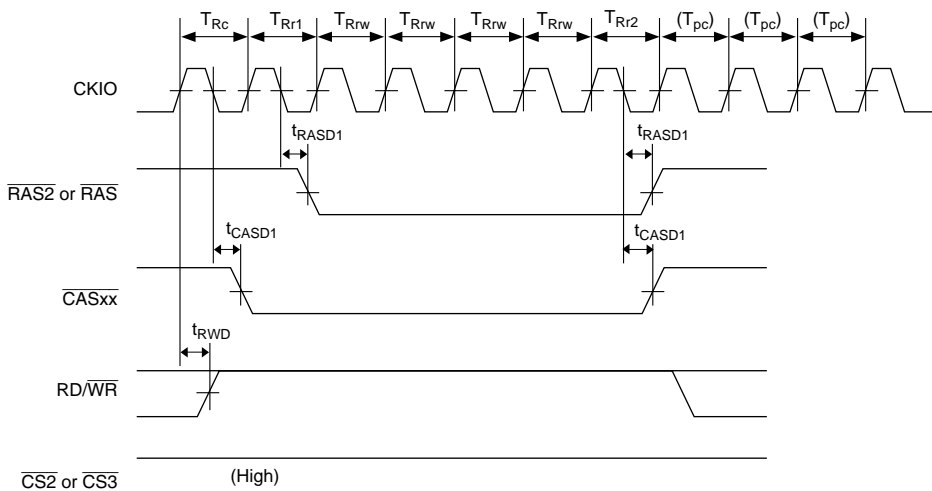 TRc TRr1 TRrw TRrw TRrw TRrw TRr2 (Tpc) (Tpc) (Tpc)
CKIO
tRASD1 tRASD1
RAS2 or RAS
tCASD1 tCASD1
CASxx
tRWD
RD/WR
(High)
CS2 or CS3